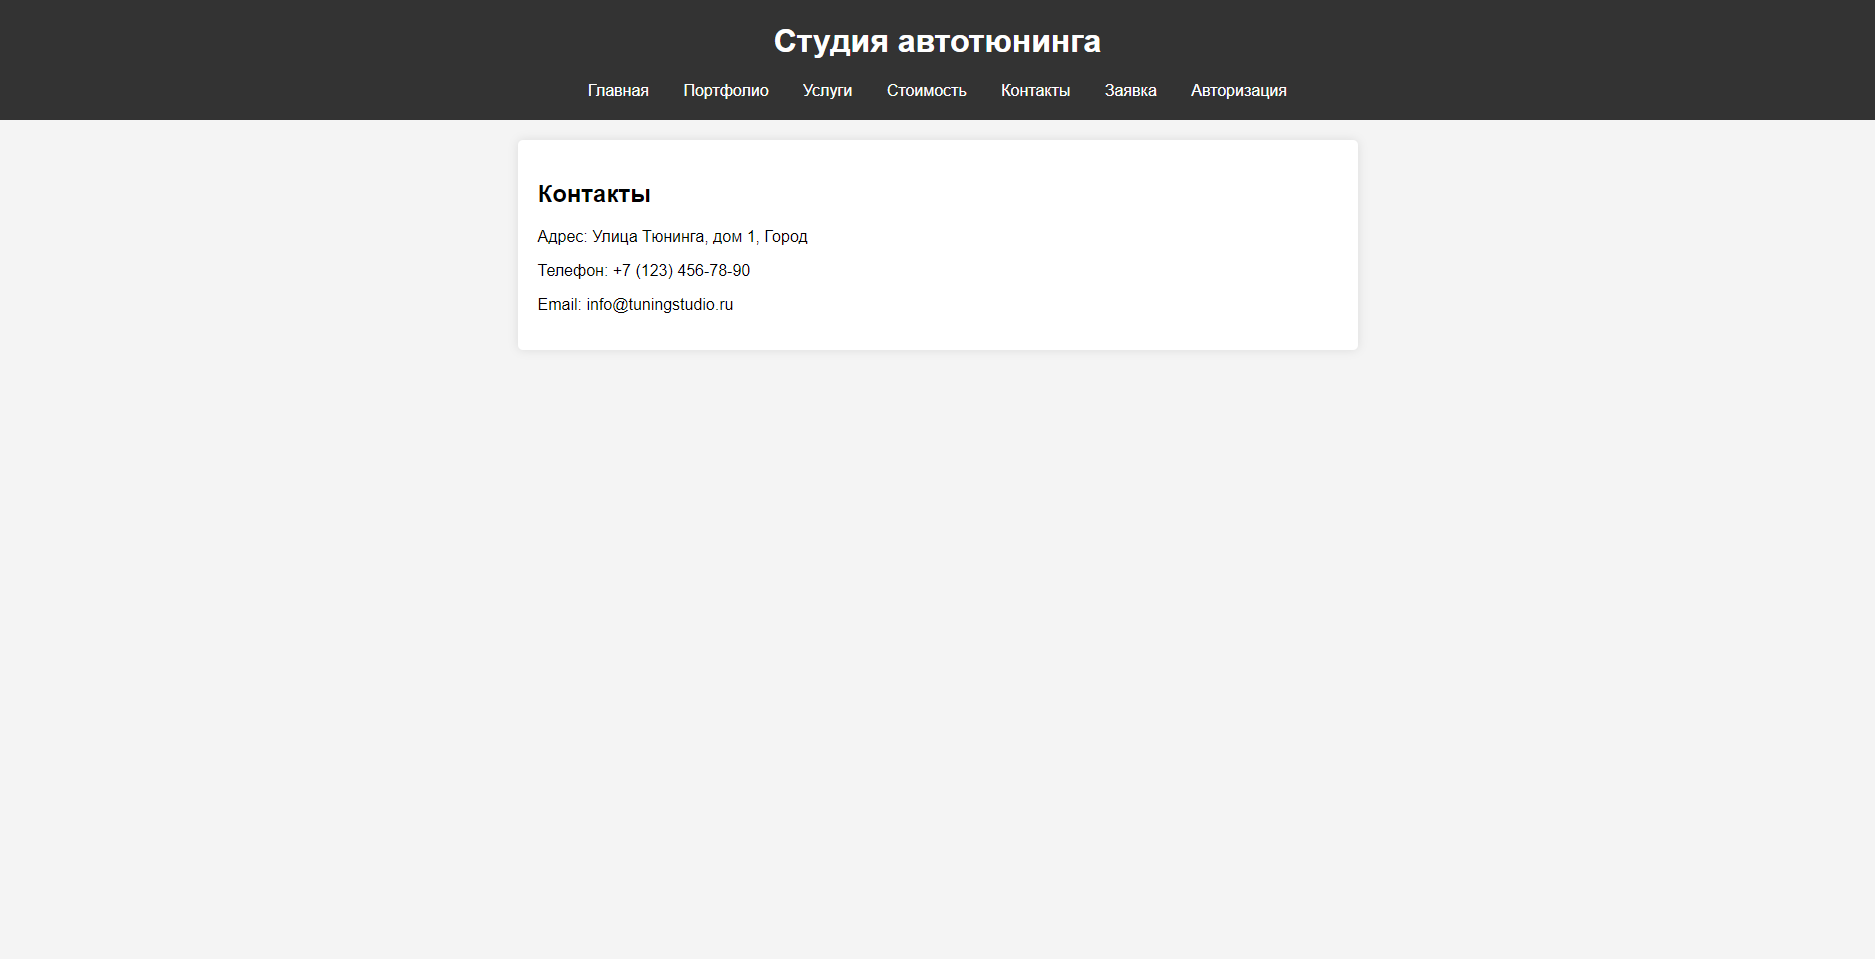 Студия автотюнинга
Главная Портфолио Услуги Стоимость Контакты Заявка Авторизация
Контакты
Адрес: Улица Тюнинга, дом 1, Город
Телефон: +7 (123) 456-78-90
Email: info@tuningstudio.ru